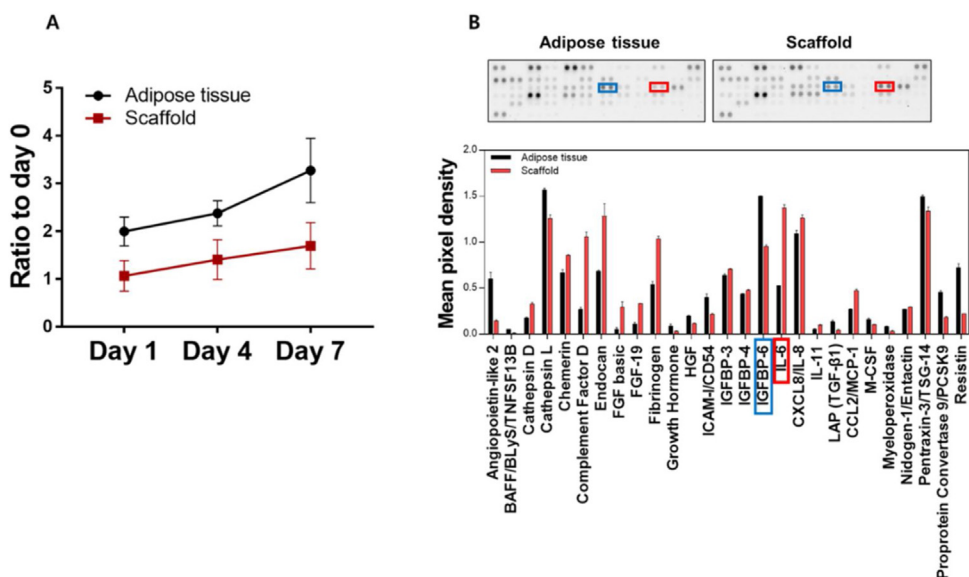 A
5
4
3
2
1
0
Ratio to day 0
Adipose tissue
Scaffold
Day 1 Day 4 Day 7
B
Adipose tissue Scaffold
2.0
1.5
1.0
0.5
0.0
Mean pixel density
Adipose tissue
Scaffold
Angiopoietin-like 2
BAFF/BLyS/TNFSF13B
Cathepsin D
Cathepsin L
Chemerin
Complement Factor D
Endocan
FGF basic
FGF-19
Fibrinogen
Growth Hormone
HGF
ICAM-I/CD54
IGFBP-3
IGFBP-4
IGFBP-6
IL-6
CXCL8/IL-8
IL-11
LAP (TGF-β1)
CCL2/MCP-1
M-CSF
Myeloperoxidase
Nidogen-1/Entactin
Pentraxin-3/TSG-14
Proprotein Convertase 9/PCSK9
Resistin